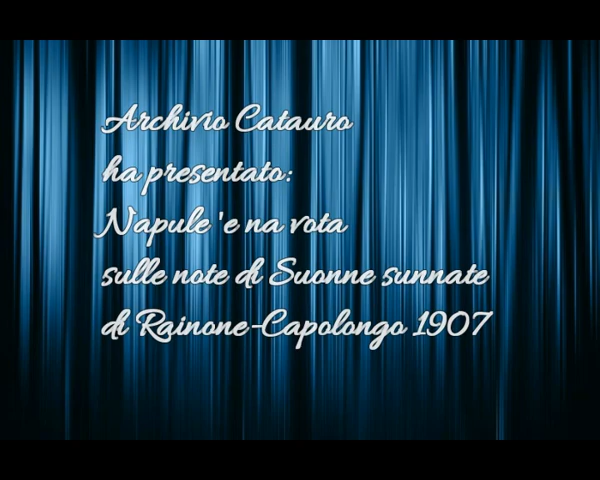 Archivio Catauro
ha presentato:
Napule 'e na vota
sulle note di Suonne sunnate
di Rainone-Capolongo 1907